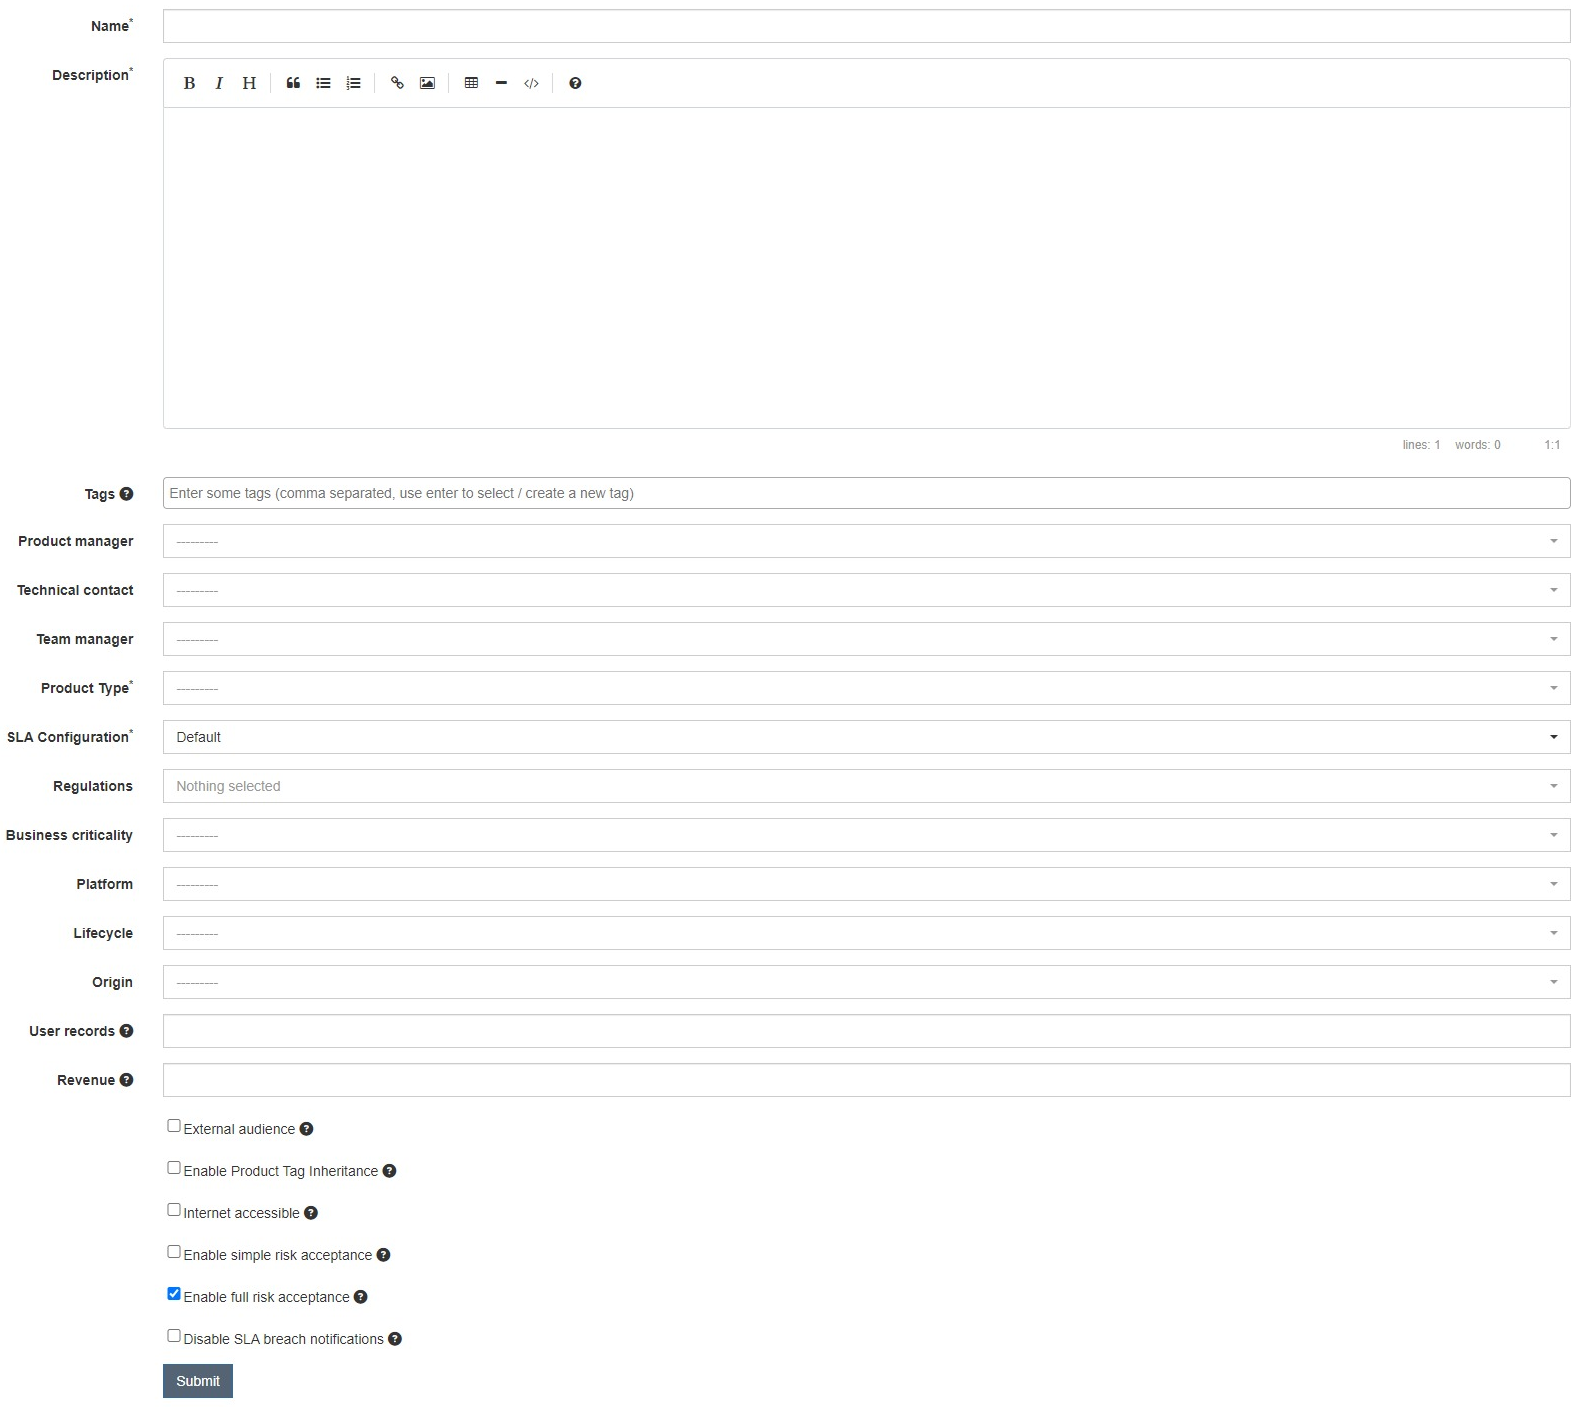 Name*
Description*
B I H
lines: 1 words: 0 1:1
Tags
Enter some tags (comma separated, use enter to select / create a new tag)
Product manager ---------
Technical contact ---------
Team manager ---------
Product Type* ---------
SLA Configuration* Default
Regulations Nothing selected
Business criticality ---------
Platform ---------
Lifecycle ---------
Origin ---------
User records
Revenue
External audience
Enable Product Tag Inheritance
Internet accessible
Enable simple risk acceptance
Enable full risk acceptance
Disable SLA breach notifications
Submit